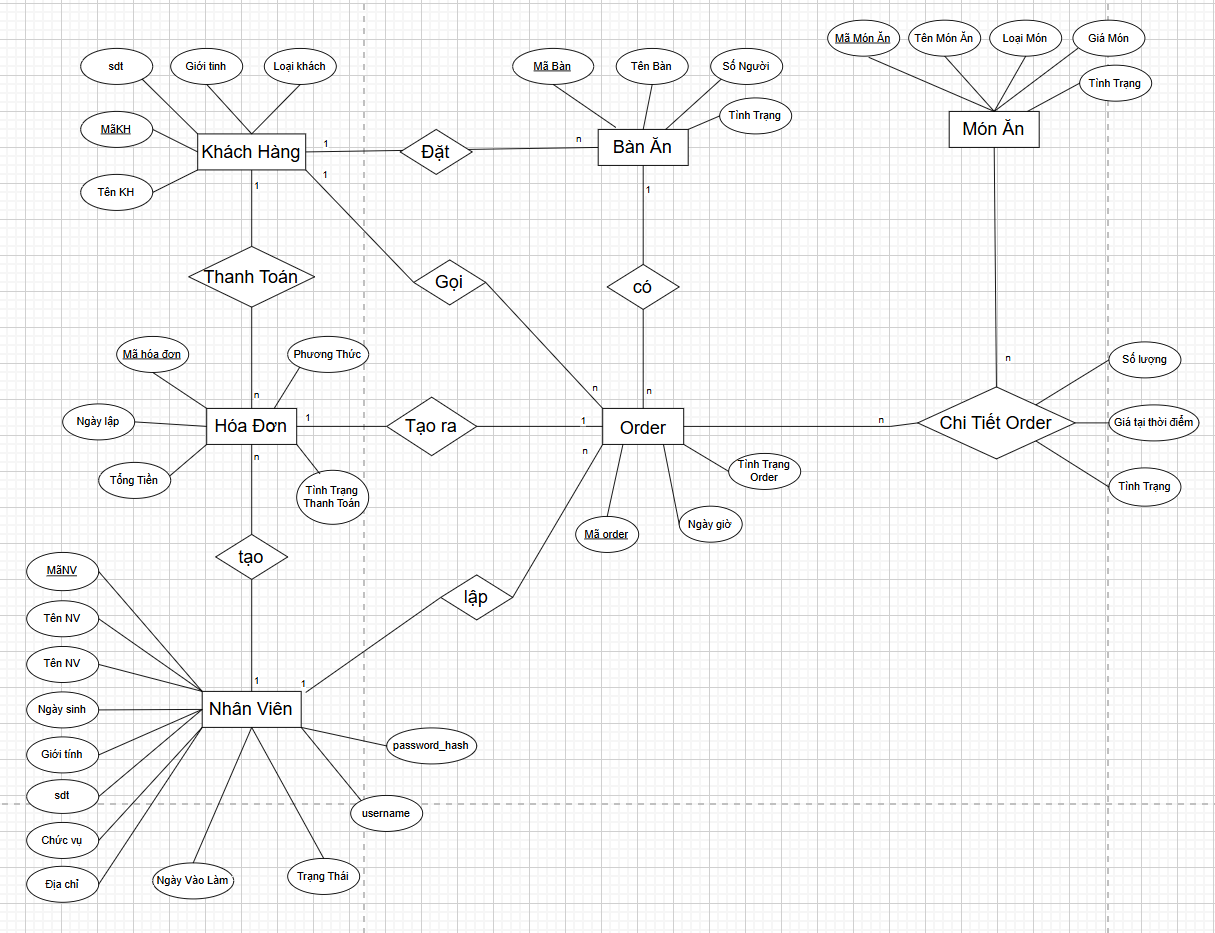 Mã Món Ăn
Tên Món Ăn
Loại Món
Giá Món
sdt
Giới tinh
Loại khách
Mã Bàn
Tên Bàn
Số Người
Tình Trạng
Tình Trạng
MãKH
Khách Hàng
1
Đặt
n
Bàn Ăn
Món Ăn
Tên KH
1
1
1
Thanh Toán
Gọi
có
Mã hóa đơn
Phương Thức
n
Số lượng
n
n
n
Ngày lập
Hóa Đơn
1
Tạo ra
1
Order
n
Chi Tiết Order
Giá tại thời điểm
n
n
Tổng Tiền
Tình Trạng
Thanh Toán
Tình Trạng
Order
Tình Trạng
Mã order
Ngày giờ
tạo
lập
MãNV
Tên NV
Tên NV
Ngày sinh
Giới tính
sdt
Chức vụ
Địa chỉ
1
1
Nhân Viên
password_hash
username
Ngày Vào Làm
Trạng Thái